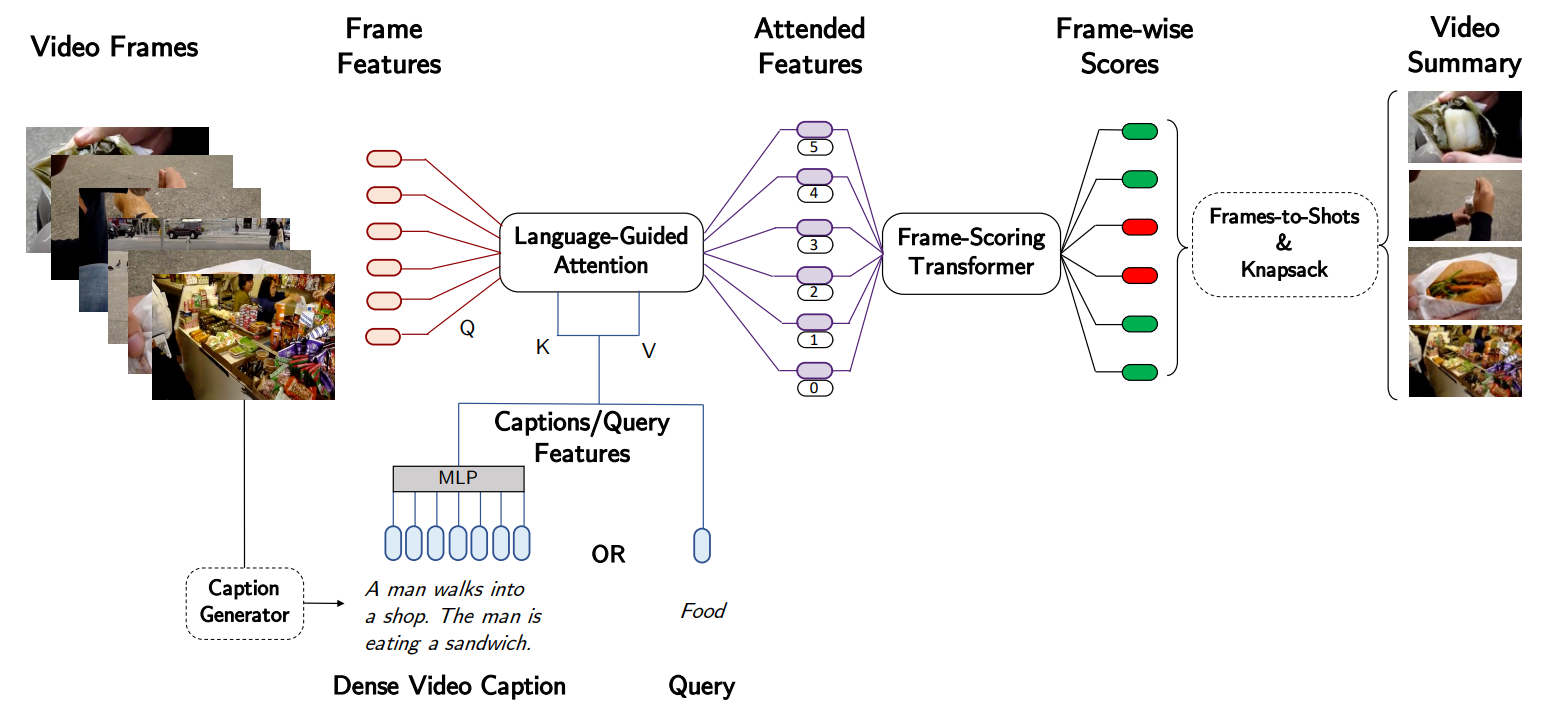 Video Frames
Frame
Features
Attended
Features
Frame-wise
Scores
Video
Summary
5
4
3
2
1
0
Language-Guided
Attention
Frame-Scoring
Transformer
Frames-to-Shots
&
Knapsack
Q
K
V
Captions/Query
Features
MLP
OR
Caption
Generator
A man walks into
a shop. The man is
eating a sandwich.
Food
Dense Video Caption
Query